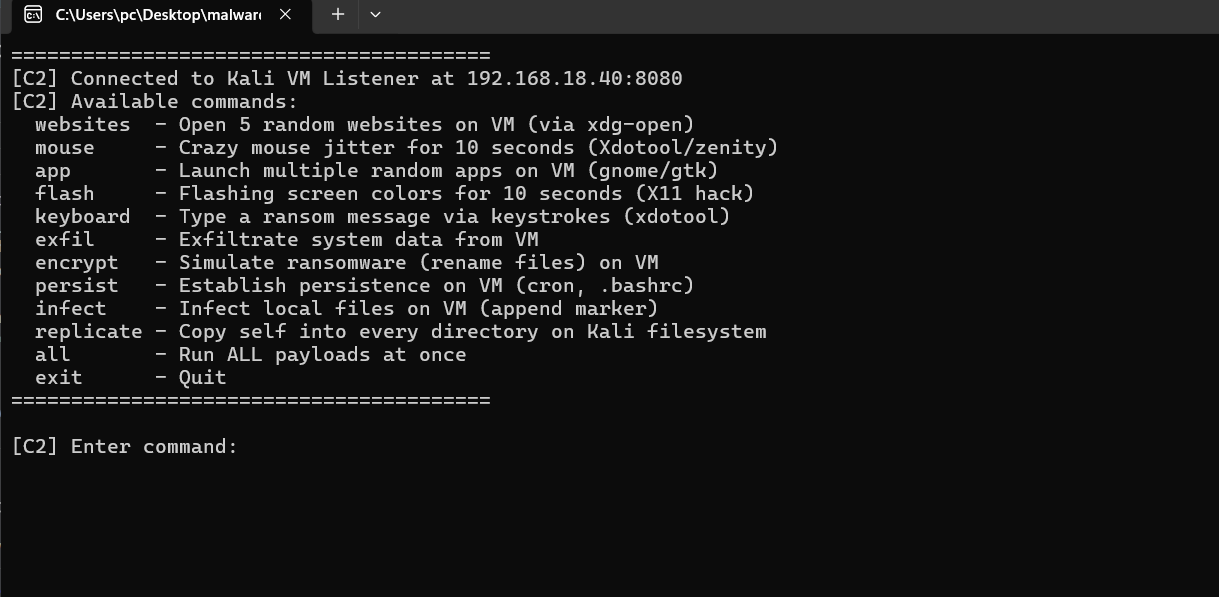 C:\Users\pc\Desktop\malwar
========================================
[C2] Connected to Kali VM Listener at 192.168.18.40:8080
[C2] Available commands:
websites - Open 5 random websites on VM (via xdg-open)
mouse - Crazy mouse jitter for 10 seconds (Xdotool/zenity)
app - Launch multiple random apps on VM (gnome/gtk)
flash - Flashing screen colors for 10 seconds (X11 hack)
keyboard - Type a ransom message via keystrokes (xdotool)
exfil - Exfiltrate system data from VM
encrypt - Simulate ransomware (rename files) on VM
persist - Establish persistence on VM (cron, .bashrc)
infect - Infect local files on VM (append marker)
replicate - Copy self into every directory on Kali filesystem
all - Run ALL payloads at once
exit - Quit
========================================
[C2] Enter command: